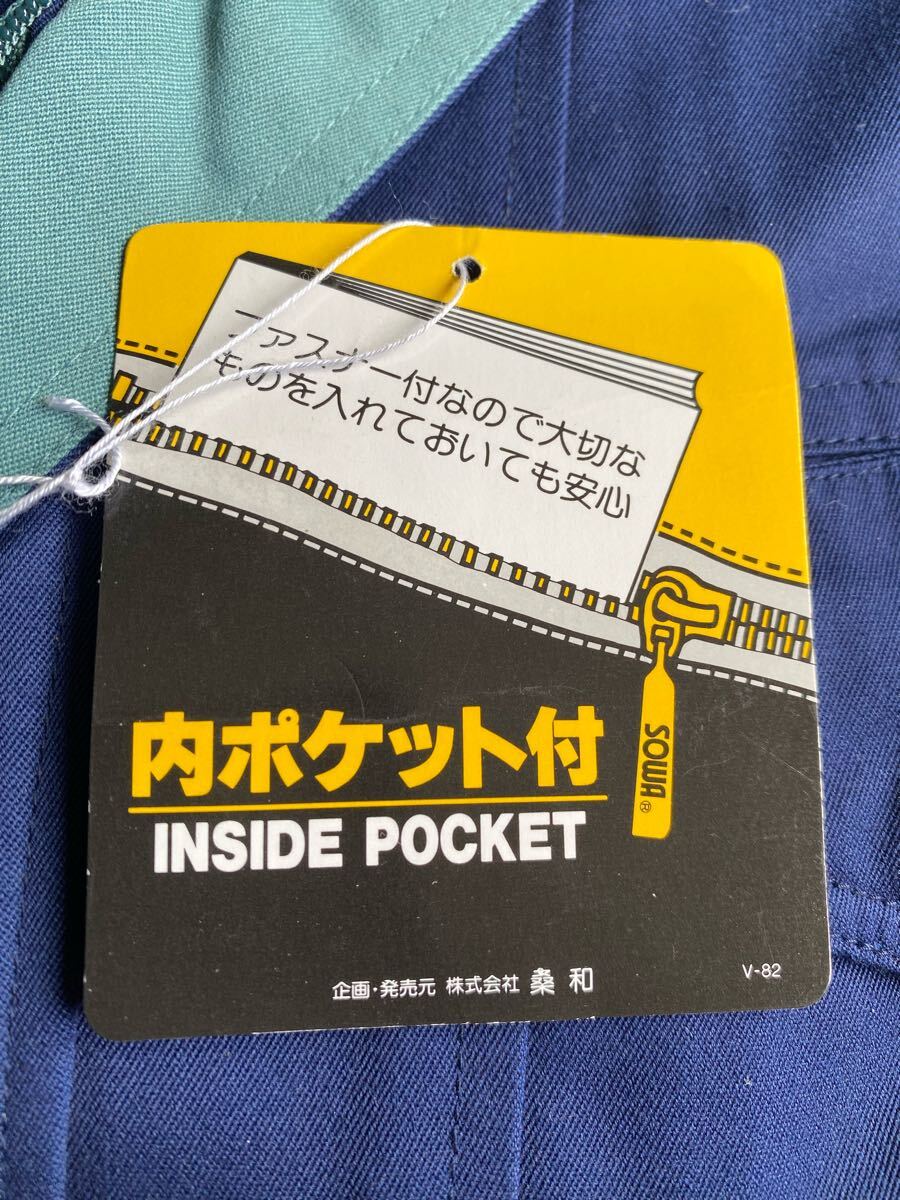 ファスナー付なので大切な
ものを入れておいても安心
SOWA®
内ポケット付
INSIDE POCKET
企画・発売元 株式会社 桑和
V-82